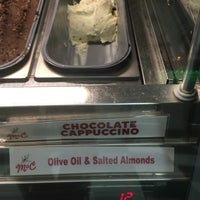 CHOCOLATE
CAPPUCCINO
M&C
Olive Oil & Salted Almonds